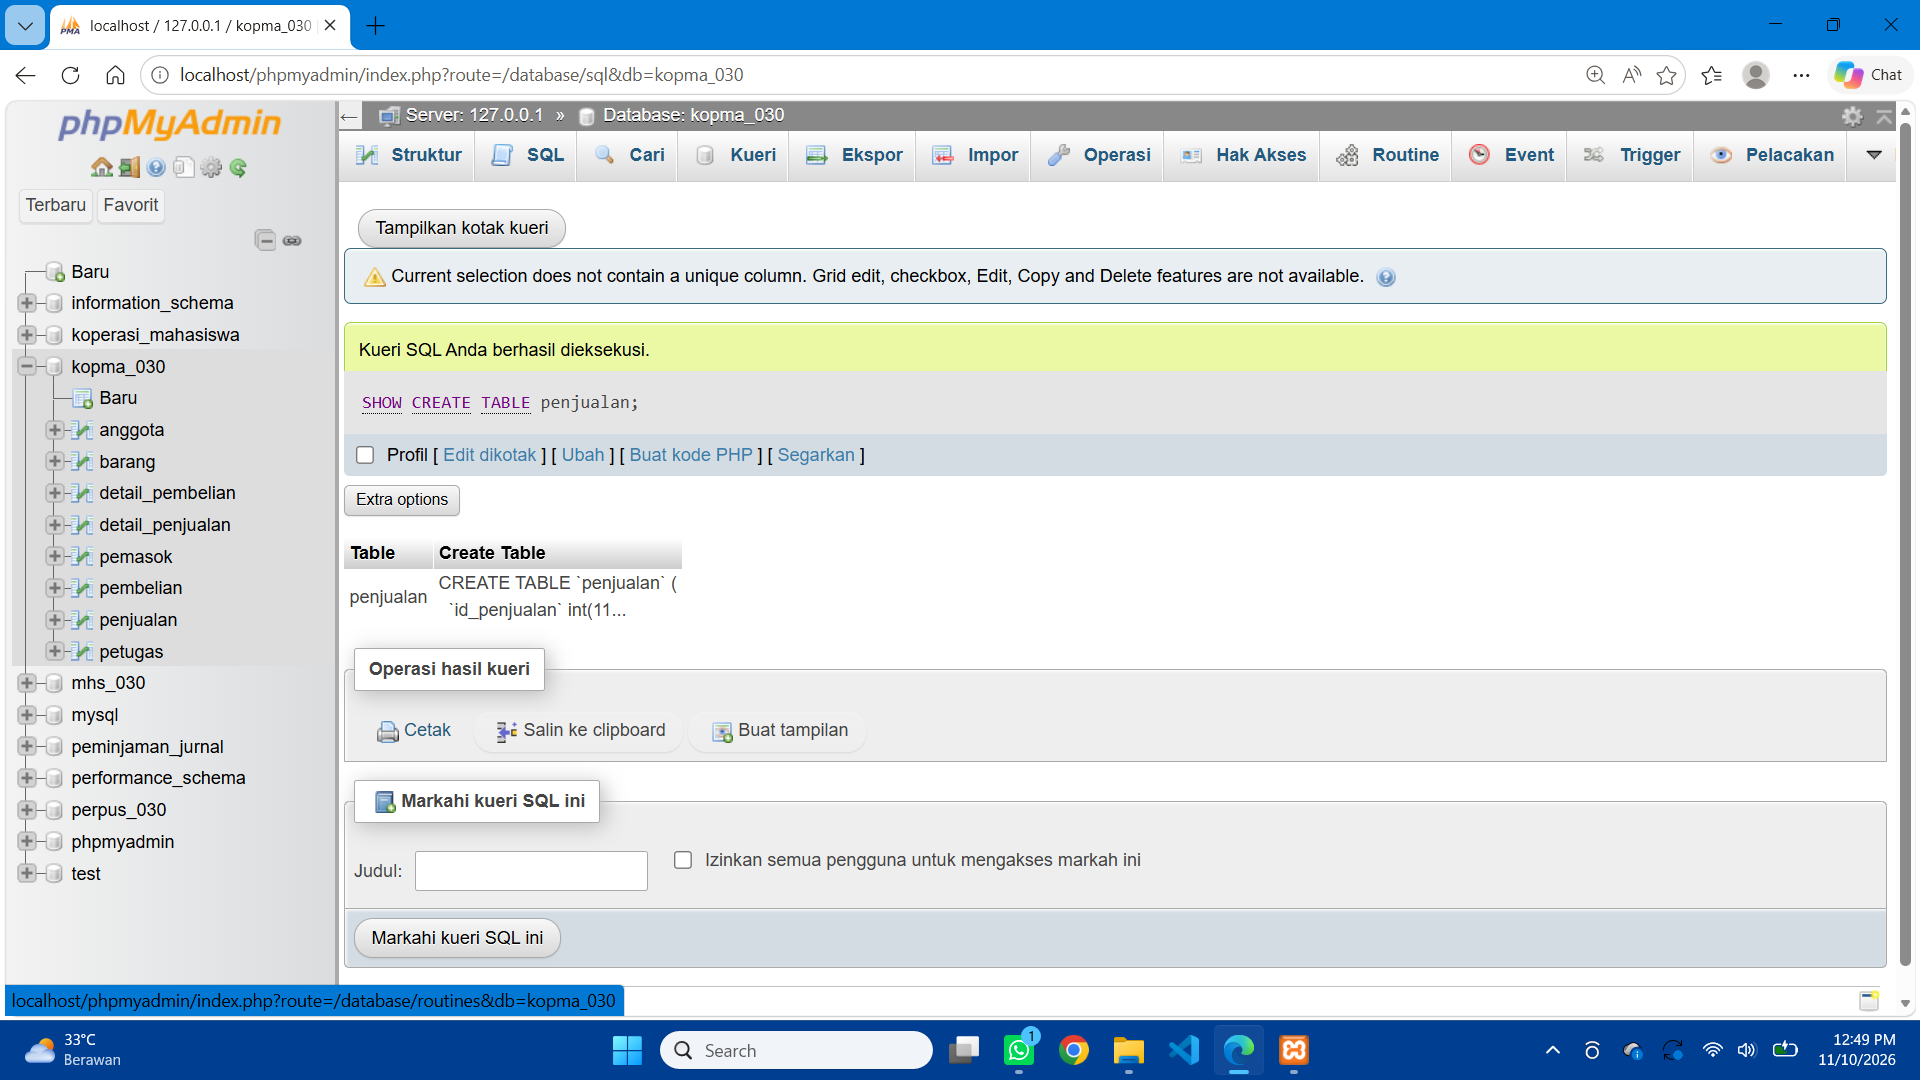 localhost / 127.0.0.1 / kopma_030
localhost/phpmyadmin/index.php?route=/database/sql&db=kopma_030
Chat
phpMyAdmin
Terbaru
Favorit
Baru
information_schema
koperasi_mahasiswa
kopma_030
Baru
anggota
barang
detail_pembelian
detail_penjualan
pemasok
pembelian
penjualan
petugas
mhs_030
mysql
peminjaman_jurnal
performance_schema
perpus_030
phpmyadmin
test
Server: 127.0.0.1 » Database: kopma_030
Struktur SQL Cari Kueri Ekspor Impor Operasi Hak Akses Routine Event Trigger Pelacakan
Tampilkan kotak kueri
Current selection does not contain a unique column. Grid edit, checkbox, Edit, Copy and Delete features are not available.
Kueri SQL Anda berhasil dieksekusi.
SHOW CREATE TABLE penjualan;
Profil [ Edit dikotak ] [ Ubah ] [ Buat kode PHP ] [ Segarkan ]
Extra options
Table Create Table
penjualan
CREATE TABLE `penjualan` (
`id_penjualan` int(11...
Operasi hasil kueri
Cetak Salin ke clipboard Buat tampilan
Markahi kueri SQL ini
Judul:
Izinkan semua pengguna untuk mengakses markah ini
Markahi kueri SQL ini
localhost/phpmyadmin/index.php?route=/database/routines&db=kopma_030
33°C
Berawan
Search
1
12:49 PM
11/10/2026